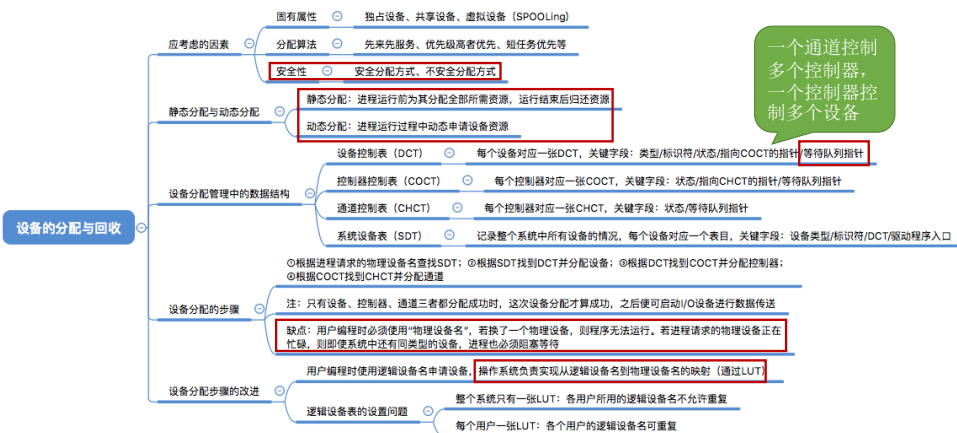 固有属性
独占设备、共享设备、虚拟设备（SPOOLing）
应考虑的因素
分配算法
先来先服务、优先级高者优先、短任务优先等
安全性
安全分配方式、不安全分配方式
一个通道控制
多个控制器，
一个控制器控
制多个设备
静态分配与动态分配
静态分配：进程运行前为其分配全部所需资源，运行结束后归还资源
动态分配：进程运行过程中动态申请设备资源
设备分配管理中的数据结构
设备控制表（DCT）
每个设备对应一张DCT，关键字段：类型/标识符/状态/指向COCT的指针/等待队列指针
控制器控制表（COCT）
每个控制器对应一张COCT，关键字段：状态/指向CHCT的指针/等待队列指针
通道控制表（CHCT）
每个控制器对应一张CHCT，关键字段：状态/等待队列指针
系统设备表（SDT）
记录整个系统中所有设备的情况，每个设备对应一个表目，关键字段：设备类型/标识符/DCT/驱动程序入口
设备的分配与回收
设备分配的步骤
①根据进程请求的物理设备名查找SDT；②根据SDT找到DCT并分配设备；③根据DCT找到COCT并分配控制器；
④根据COCT找到CHCT并分配通道
注：只有设备、控制器、通道三者都分配成功时，这次设备分配才算成功，之后便可启动I/O设备进行数据传送
缺点：用户编程时必须使用“物理设备名”，若换了一个物理设备，则程序无法运行。若进程请求的物理设备正在
忙碌，则即使系统中还有同类型的设备，进程也必须阻塞等待
设备分配步骤的改进
用户编程时使用逻辑设备名申请设备，操作系统负责实现从逻辑设备名到物理设备名的映射（通过LUT）
逻辑设备表的设置问题
整个系统只有一张LUT：各用户所用的逻辑设备名不允许重复
每个用户一张LUT：各个用户的逻辑设备名可重复